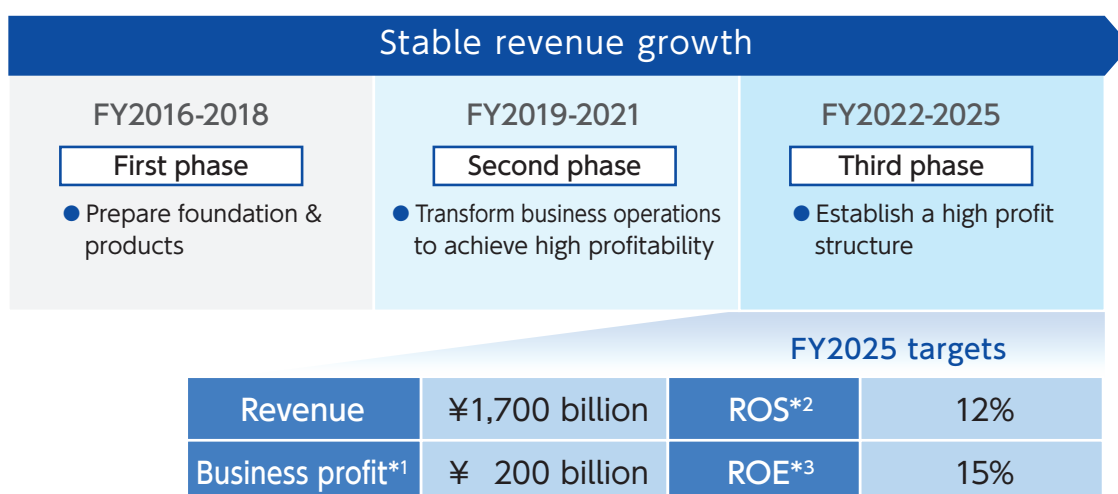 Stable revenue growth
FY2016-2018
First phase
● Prepare foundation &
products
FY2019-2021
Second phase
● Transform business operations
to achieve high profitability
FY2022-2025
Third phase
● Establish a high profit
structure
FY2025 targets
Revenue ¥1,700 billion ROS*2 12%
Business profit*1 ¥ 200 billion ROE*3 15%